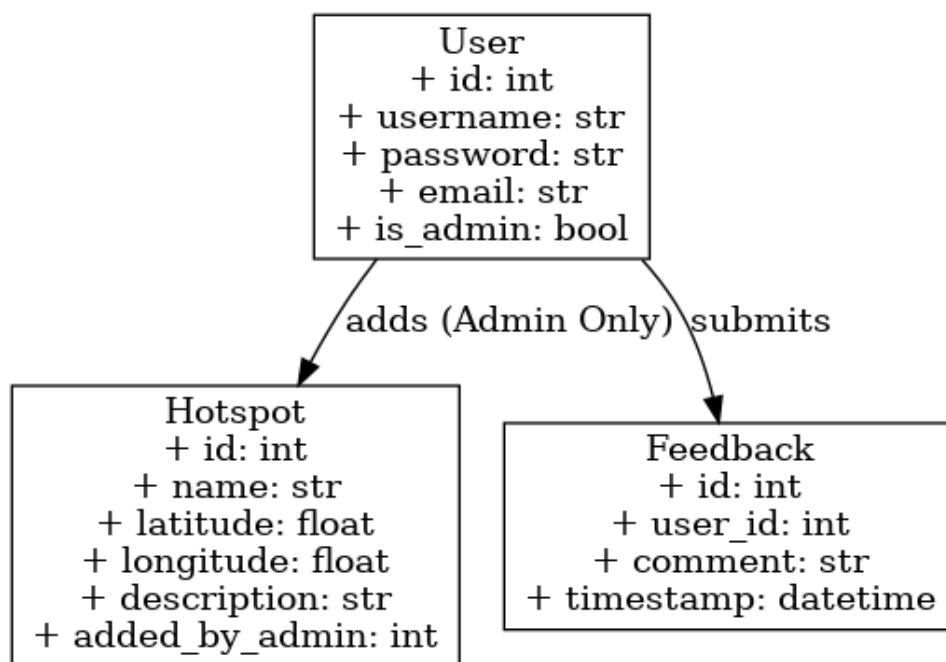 User
+ id: int
+ username: str
+ password: str
+ email: str
+ is_admin: bool
adds (Admin Only)
submits
Hotspot
+ id: int
+ name: str
+ latitude: float
+ longitude: float
+ description: str
+ added_by_admin: int
Feedback
+ id: int
+ user_id: int
+ comment: str
+ timestamp: datetime